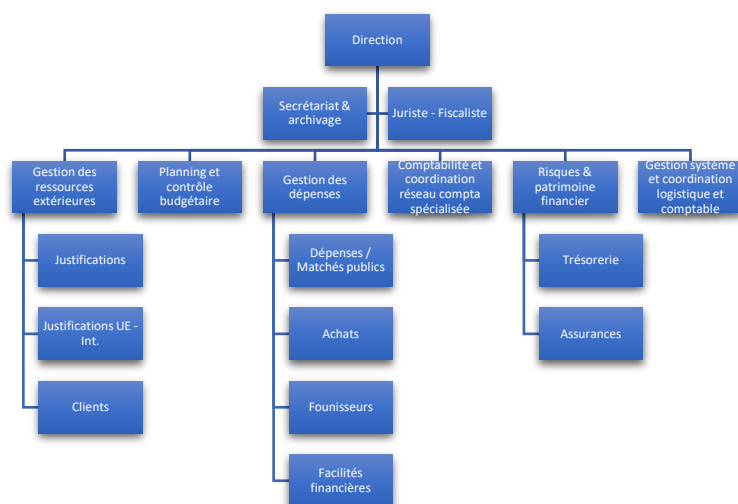 Direction
Secrétariat &
archivage
Juriste - Fiscaliste
Gestion des
ressources
extérieures
Planning et
contrôle
budgétaire
Gestion des
dépenses
Comptabilité et
coordination
réseau compta
spécialisée
Risques &
patrimoine
financier
Gestion système
et coordination
logistique et
comptable
Justifications
Justifications UE -
Int.
Clients
Dépenses /
Matchés publics
Achats
Founisseurs
Facilités
financières
Trésorerie
Assurances